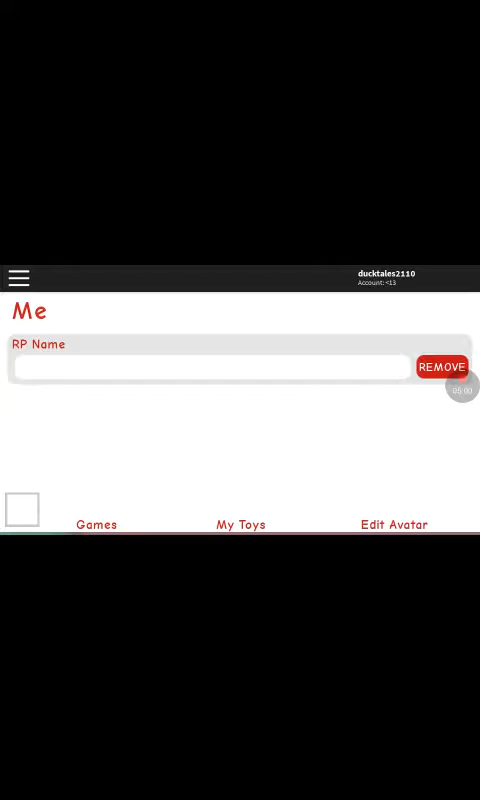 ducktales2110
Account: <13
Me
RP Name
REMOVE
05:00
Games
My Toys
Edit Avatar